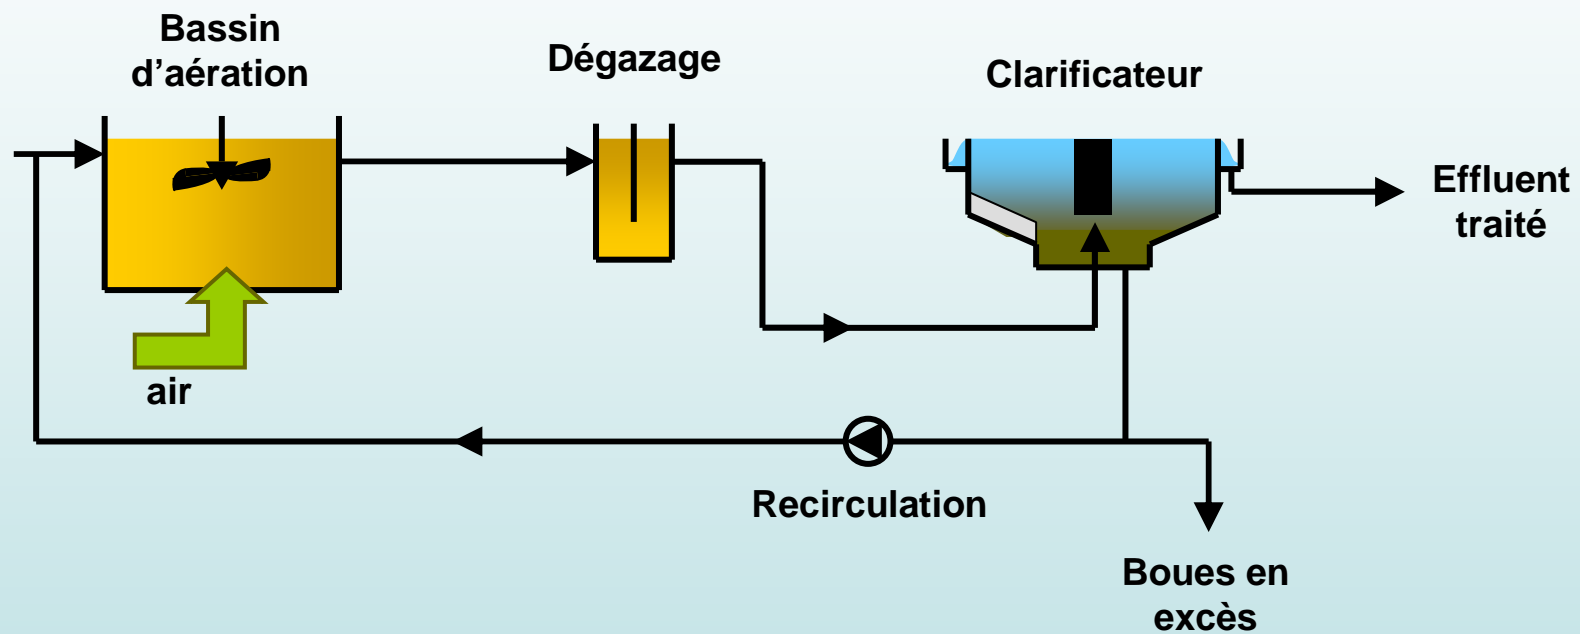 Bassin
d’aération
Dégazage
Clarificateur
Effluent
traité
air
Recirculation
Boues en
excès